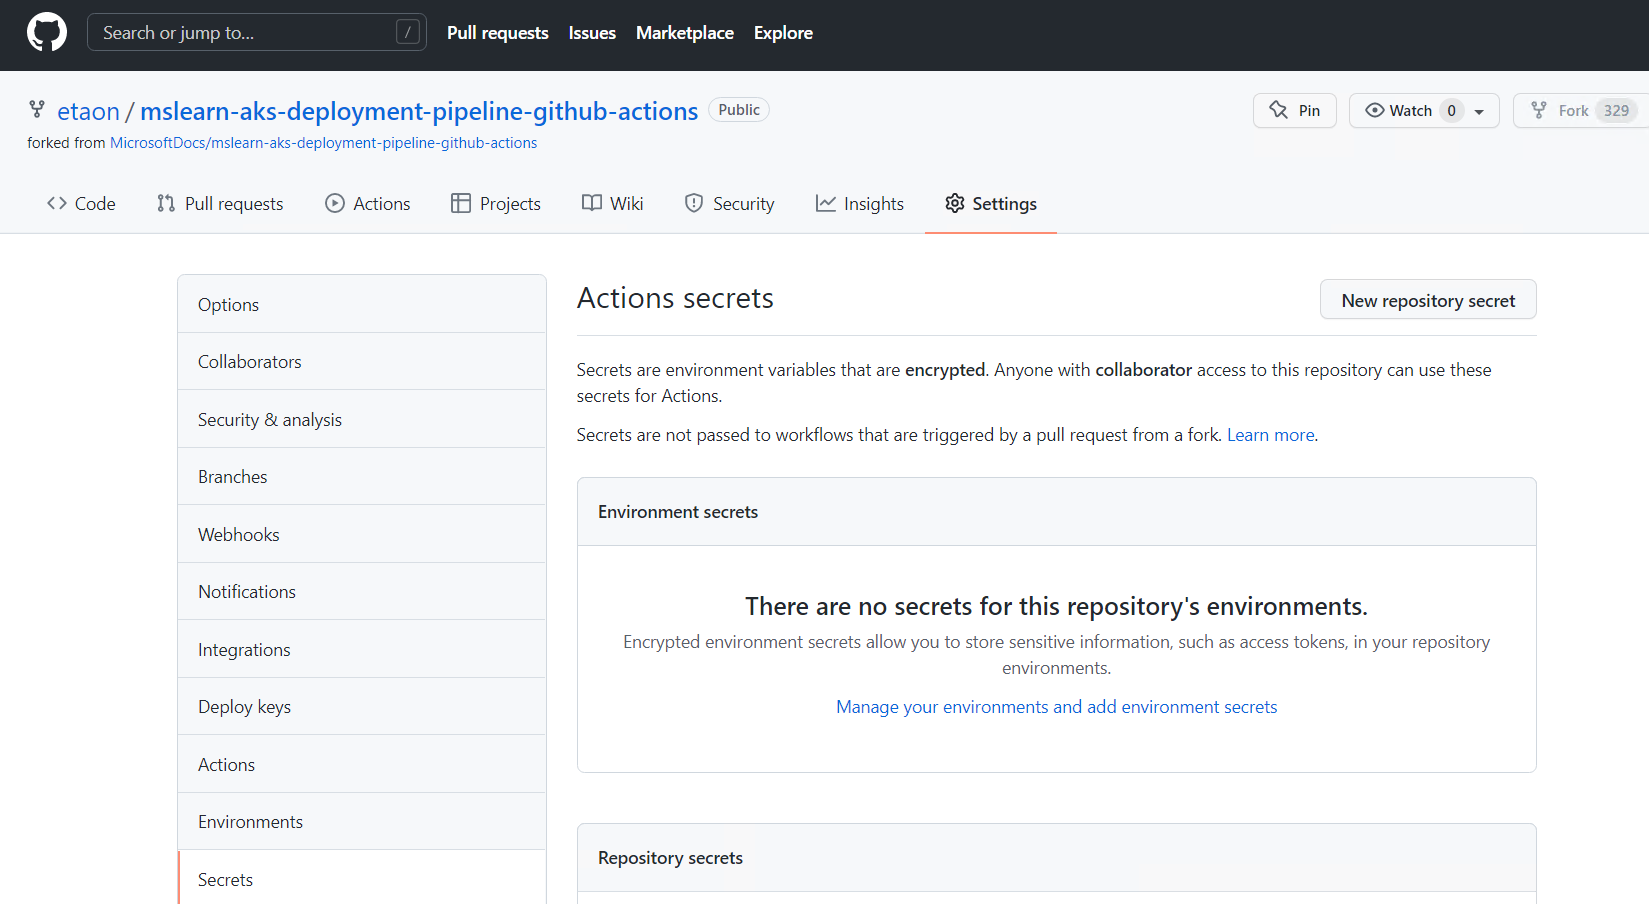 Search or jump to... /
Pull requests Issues Marketplace Explore
etaon / mslearn-aks-deployment-pipeline-github-actions Public
Pin Watch 0 Fork 329
forked from MicrosoftDocs/mslearn-aks-deployment-pipeline-github-actions
Code Pull requests Actions Projects Wiki Security Insights Settings
Options
Collaborators
Security & analysis
Branches
Webhooks
Notifications
Integrations
Deploy keys
Actions
Environments
Secrets
Actions secrets
New repository secret
Secrets are environment variables that are encrypted. Anyone with collaborator access to this repository can use these
secrets for Actions.
Secrets are not passed to workflows that are triggered by a pull request from a fork. Learn more.
Environment secrets
There are no secrets for this repository's environments.
Encrypted environment secrets allow you to store sensitive information, such as access tokens, in your repository
environments.
Manage your environments and add environment secrets
Repository secrets